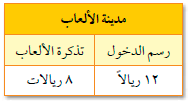 مدينة الألعاب
رسم الدخول تذكرة الألعاب
١٢ ريالاً ٨ ريالات